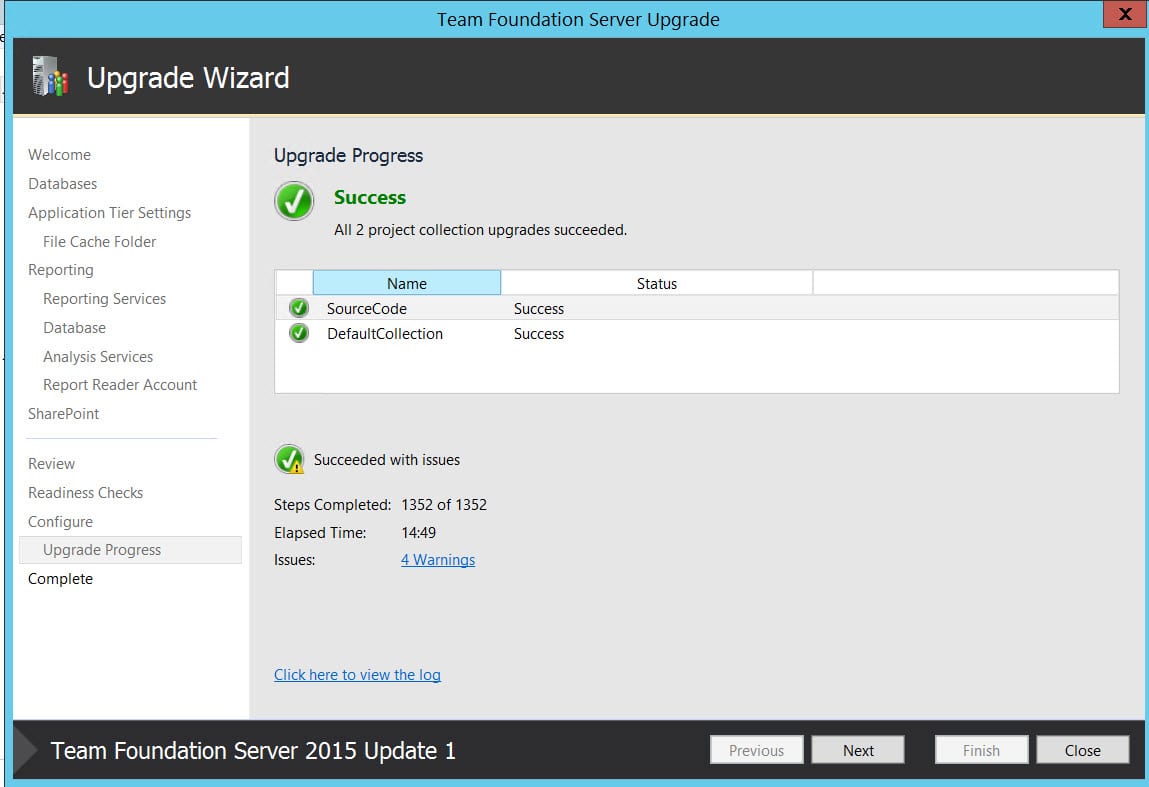 Team Foundation Server Upgrade
X
Upgrade Wizard
Welcome
Databases
Application Tier Settings
File Cache Folder
Reporting
Reporting Services
Database
Analysis Services
Report Reader Account
SharePoint
Review
Readiness Checks
Configure
Upgrade Progress
Complete
Upgrade Progress
Success
All 2 project collection upgrades succeeded.
Name Status
SourceCode Success
DefaultCollection Success
Succeeded with issues
Steps Completed: 1352 of 1352
Elapsed Time: 14:49
Issues: 4 Warnings
Click here to view the log
Team Foundation Server 2015 Update 1
Previous Next Finish Close